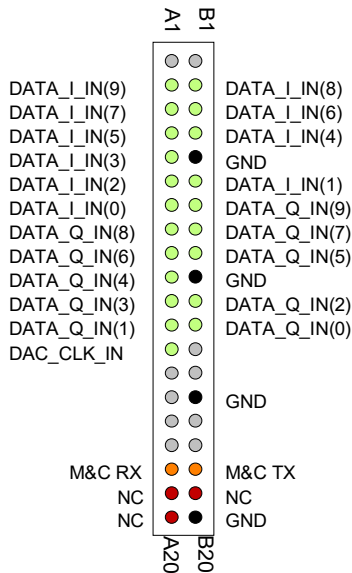 A1 B1
DATA_I_IN(9) DATA_I_IN(8)
DATA_I_IN(7) DATA_I_IN(6)
DATA_I_IN(5) DATA_I_IN(4)
DATA_I_IN(3) GND
DATA_I_IN(2) DATA_I_IN(1)
DATA_I_IN(0) DATA_Q_IN(9)
DATA_Q_IN(8) DATA_Q_IN(7)
DATA_Q_IN(6) DATA_Q_IN(5)
DATA_Q_IN(4) GND
DATA_Q_IN(3) DATA_Q_IN(2)
DATA_Q_IN(1) DATA_Q_IN(0)
DAC_CLK_IN
GND
M&C RX M&C TX
NC NC
NC GND
A20 B20